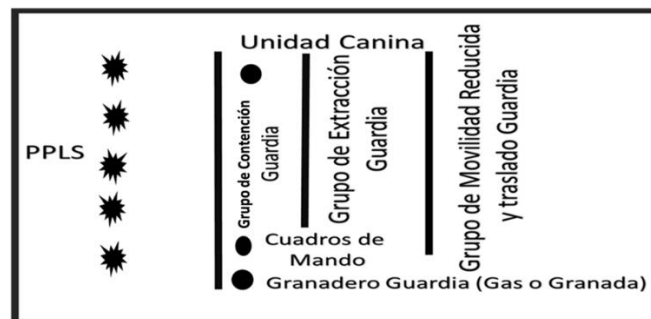 Unidad Canina
PPLS
Grupo de Contención
Guardia
Grupo de Extracción
Guardia
Grupo de Movilidad Reducida
y traslado Guardia
Cuadros de
Mando
Granadero Guardia (Gas o Granada)